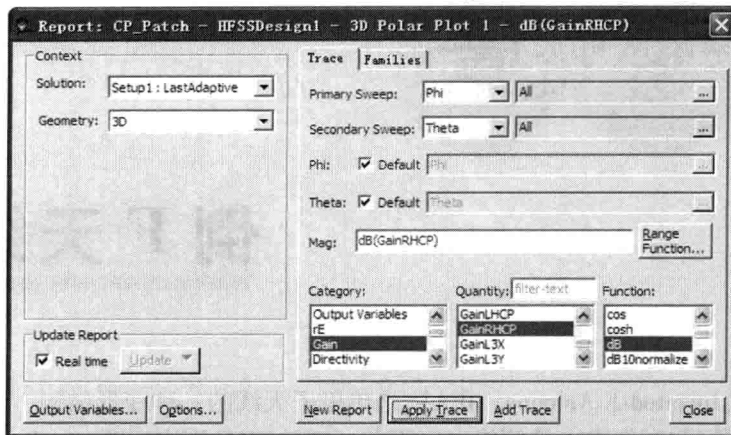 Report: CP_Patch - HFSSDesign1 - 3D Polar Plot 1 - dB(GainRHCP)
Context
Solution: Setup1 : LastAdaptive
Geometry: 3D
Update Report
Real time Update
Output Variables... Options...
Trace Families
Primary Sweep: Phi All ...
Secondary Sweep: Theta All ...
Phi: Default Phi ...
Theta: Default Theta ...
Mag: dB(GainRHCP) Range Function...
Category: Quantity: filter-text Function:
Output Variables GainLHCP cos
rE GainRHCP cosh
Gain GainL3X dB
Directivity GainL3Y dB10normalize
New Report Apply Trace Add Trace Close